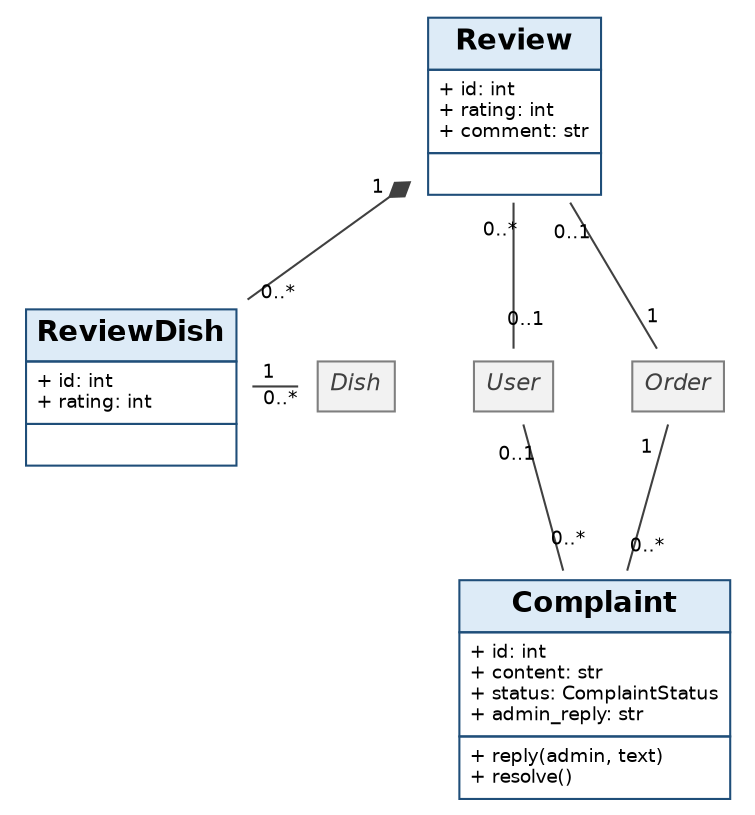 Review
+ id: int
+ rating: int
+ comment: str
1
0..*
0..1
0..*
0..1
1
ReviewDish
+ id: int
+ rating: int
1
0..*
Dish
User
Order
0..1
1
0..*
0..*
Complaint
+ id: int
+ content: str
+ status: ComplaintStatus
+ admin_reply: str
+ reply(admin, text)
+ resolve()